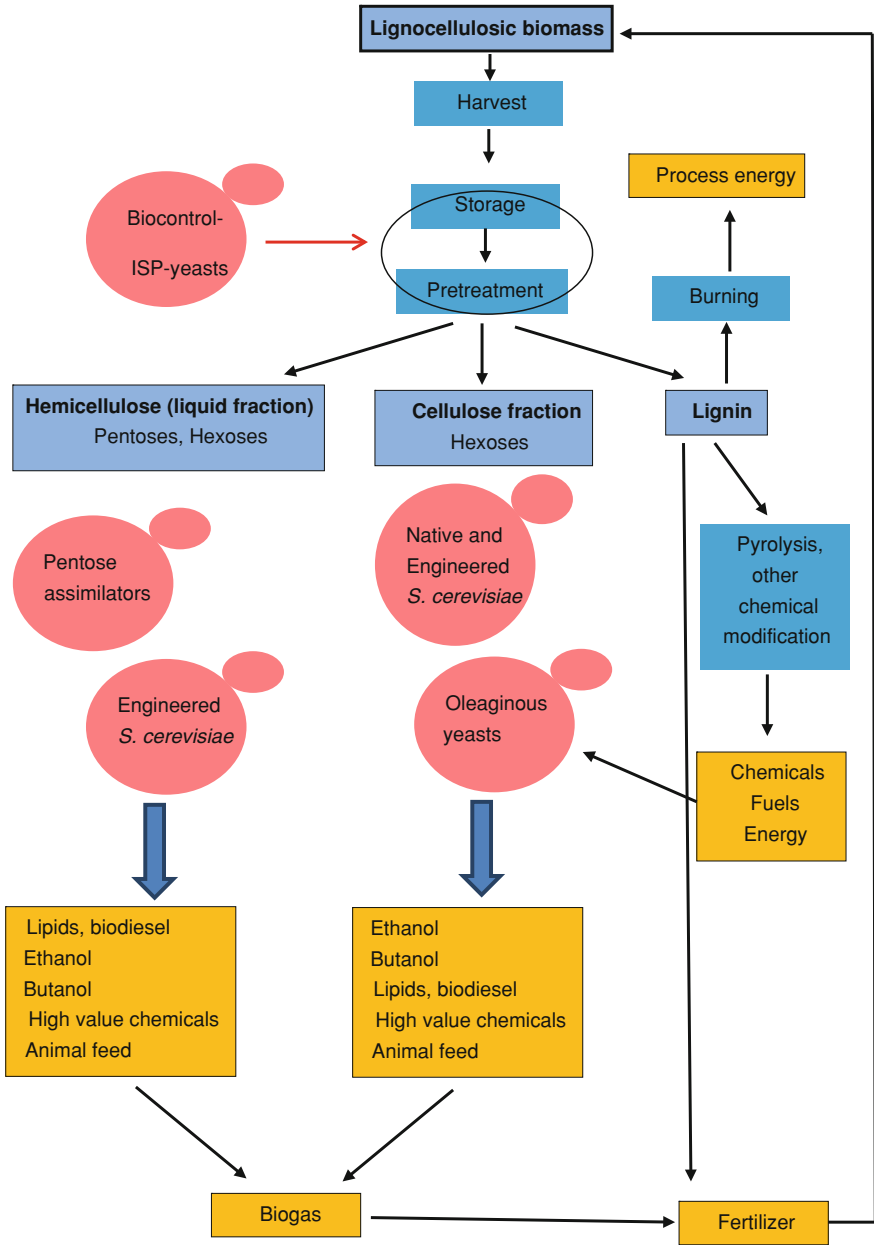 Lignocellulosic biomass
Harvest
Process energy
Storage
Biocontrol-
ISP-yeasts
Pretreatment
Burning
Hemicellulose (liquid fraction)
Pentoses, Hexoses
Cellulose fraction
Hexoses
Lignin
Pentose
assimilators
Native and
Engineered
S. cerevisiae
Pyrolysis,
other
chemical
modification
Engineered
S. cerevisiae
Oleaginous
yeasts
Chemicals
Fuels
Energy
Lipids, biodiesel
Ethanol
Butanol
High value chemicals
Animal feed
Ethanol
Butanol
Lipids, biodiesel
High value chemicals
Animal feed
Biogas
Fertilizer